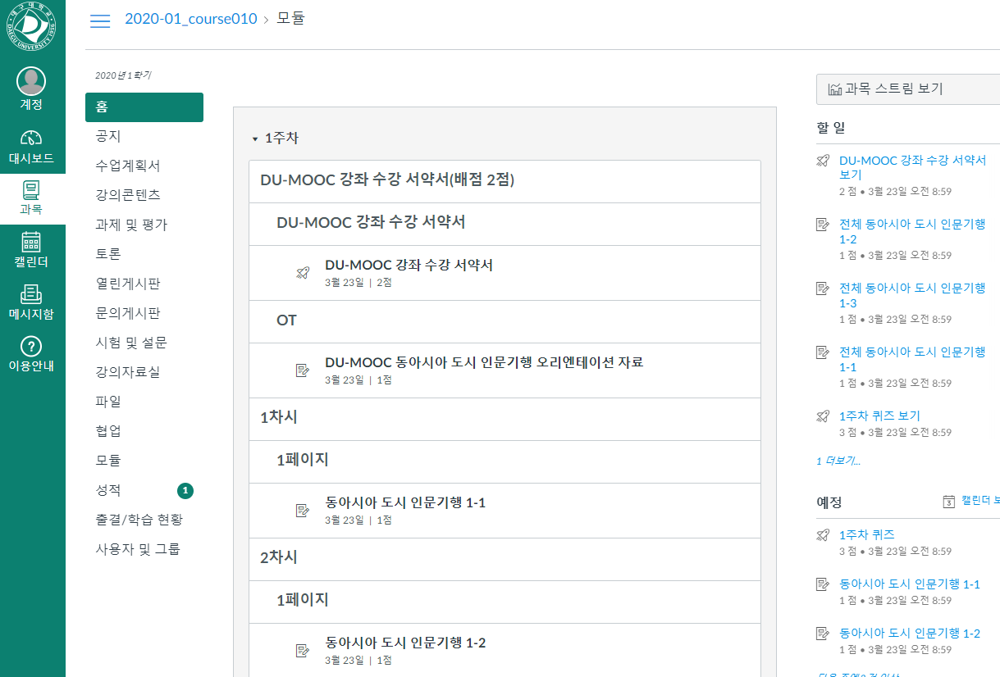 대구대학교
DAEGU UNIVERSITY 1956
계정
대시보드
과목
캘린더
메시지함
이용안내
2020-01_course010 › 모듈
2020년 1학기
홈
공지
수업계획서
강의콘텐츠
과제 및 평가
토론
열린게시판
문의게시판
시험 및 설문
강의자료실
파일
협업
모듈
성적 1
출결/학습 현황
사용자 및 그룹
1주차
DU-MOOC 강좌 수강 서약서(배점 2점)
DU-MOOC 강좌 수강 서약서
DU-MOOC 강좌 수강 서약서
3월 23일 | 2점
OT
DU-MOOC 동아시아 도시 인문기행 오리엔테이션 자료
3월 23일 | 1점
1차시
1페이지
동아시아 도시 인문기행 1-1
3월 23일 | 1점
2차시
1페이지
동아시아 도시 인문기행 1-2
3월 23일 | 1점
과목 스트림 보기
할 일
DU-MOOC 강좌 수강 서약서
보기
2 점 • 3월 23일 오전 8:59
전체 동아시아 도시 인문기행
1-2
1 점 • 3월 23일 오전 8:59
전체 동아시아 도시 인문기행
1-3
1 점 • 3월 23일 오전 8:59
전체 동아시아 도시 인문기행
1-1
1 점 • 3월 23일 오전 8:59
1주차 퀴즈 보기
3 점 • 3월 23일 오전 8:59
1 더보기...
예정
3 캘린더
1주차 퀴즈
3 점 • 3월 23일 오전 8:59
동아시아 도시 인문기행 1-1
1 점 • 3월 23일 오전 8:59
동아시아 도시 인문기행 1-2
1 점 • 3월 23일 오전 8:59